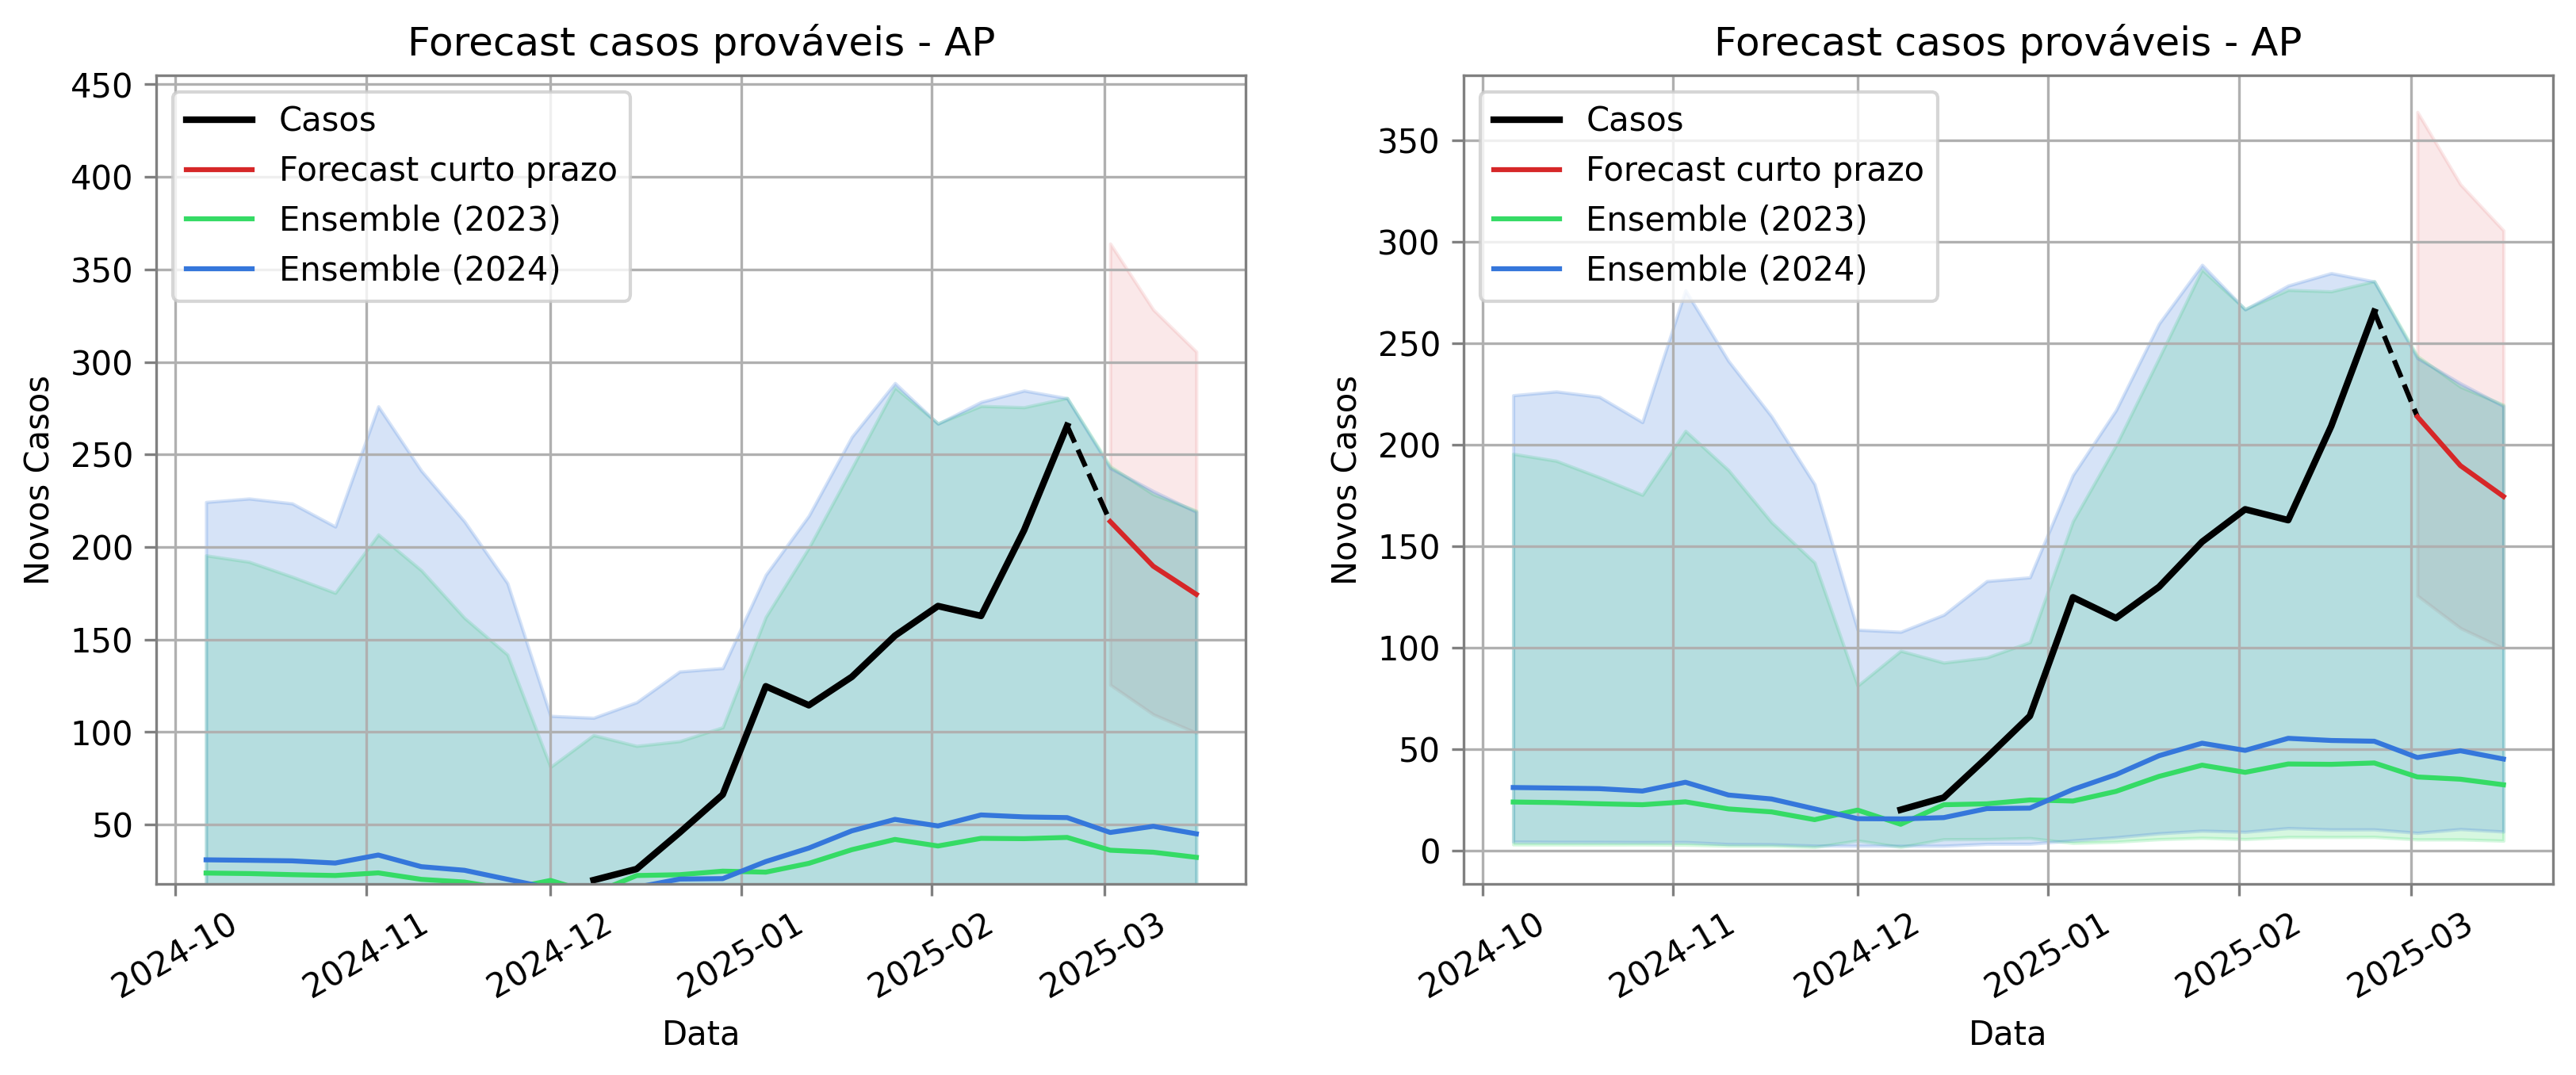 Forecast casos prováveis - AP
450
400
350
300
250
200
150
100
50
Novos Casos
Casos
Forecast curto prazo
Ensemble (2023)
Ensemble (2024)
2024-10
2024-11
2024-12
2025-01
2025-02
2025-03
Data
Forecast casos prováveis - AP
350
300
250
200
150
100
50
0
Novos Casos
Casos
Forecast curto prazo
Ensemble (2023)
Ensemble (2024)
2024-10
2024-11
2024-12
2025-01
2025-02
2025-03
Data